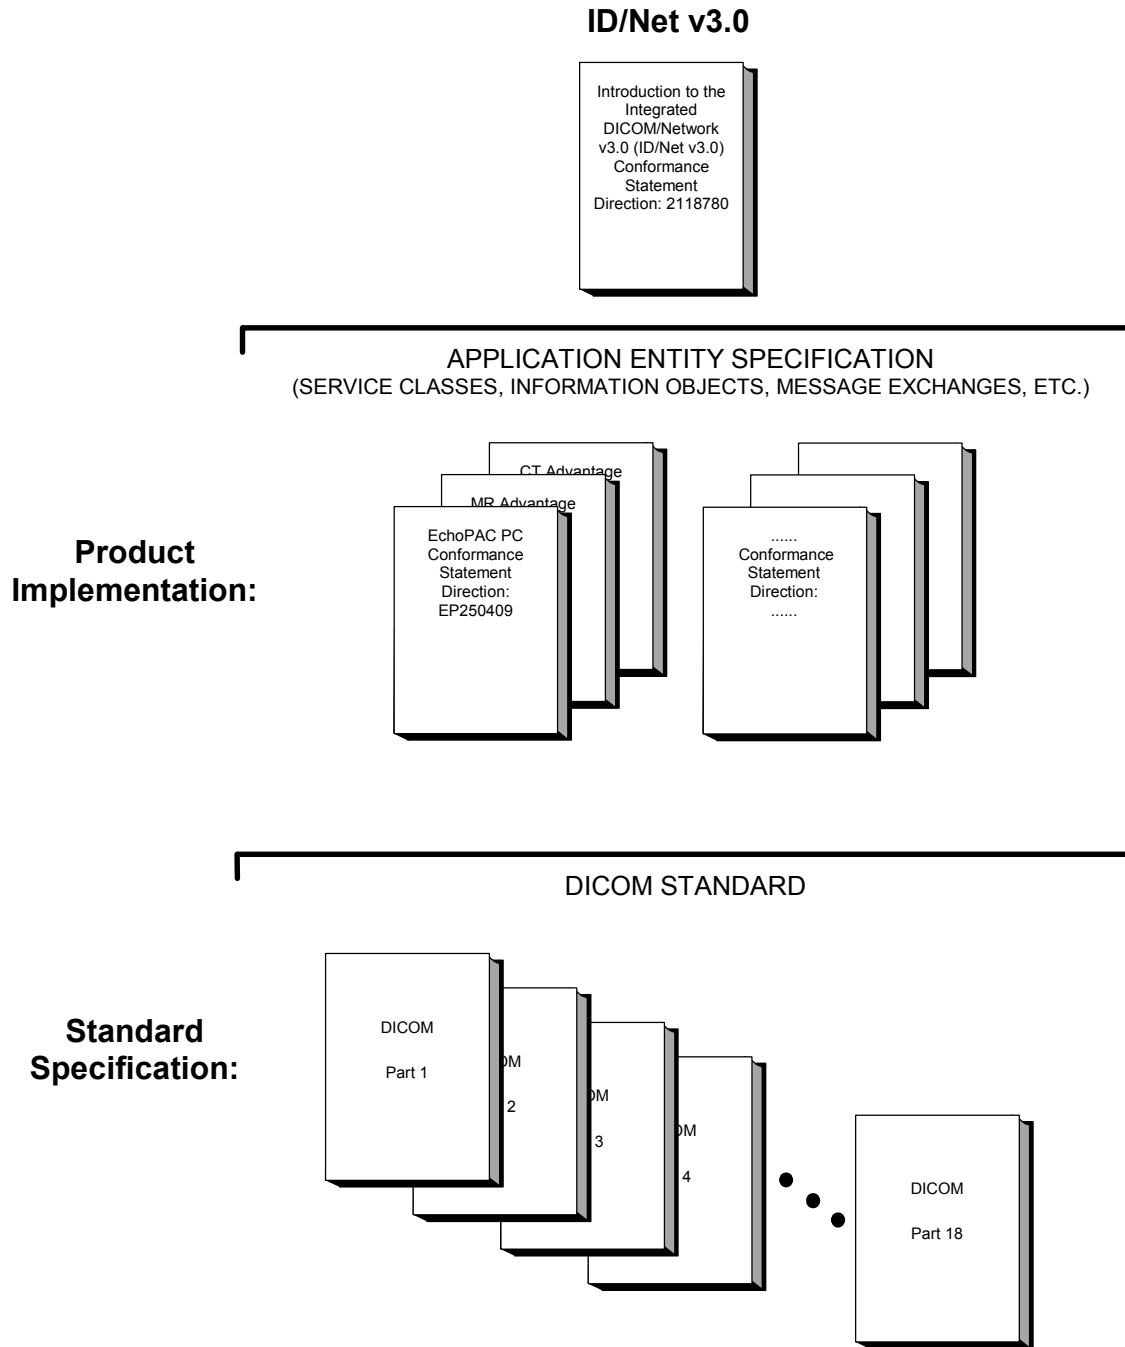 ID/Net v3.0
Introduction to the
Integrated
DICOM/Network
v3.0 (ID/Net v3.0)
Conformance
Statement
Direction: 2118780
APPLICATION ENTITY SPECIFICATION
(SERVICE CLASSES, INFORMATION OBJECTS, MESSAGE EXCHANGES, ETC.)
Product
Implementation:
CT Advantage
MR Advantage
EchoPAC PC
Conformance
Statement
Direction:
EP250409
......
Conformance
Statement
Direction:
......
DICOM STANDARD
Standard
Specification:
DICOM
Part 1
OM
2
OM
3
OM
4
DICOM
Part 18